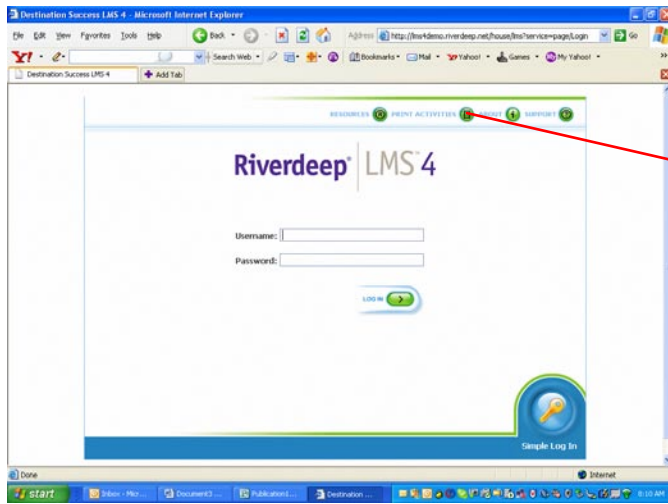 Destination Success LMS 4 - Microsoft Internet Explorer
File Edit View Favorites Tools Help Back Address http://lms4demo.riverdeep.net/house/lms?service=page/Login Go
Y! Search Web Bookmarks Mail My Yahoo! Games My Yahoo!
Destination Success LMS 4 Add Tab
RESOURCES PRINT ACTIVITIES ABOUT SUPPORT
Riverdeep® LMS™ 4
Username:
Password:
LOG IN
Simple Log In
Done Internet
start Inbox - Micr... Document3 ... Publication1... Destination ... 8:10 AM